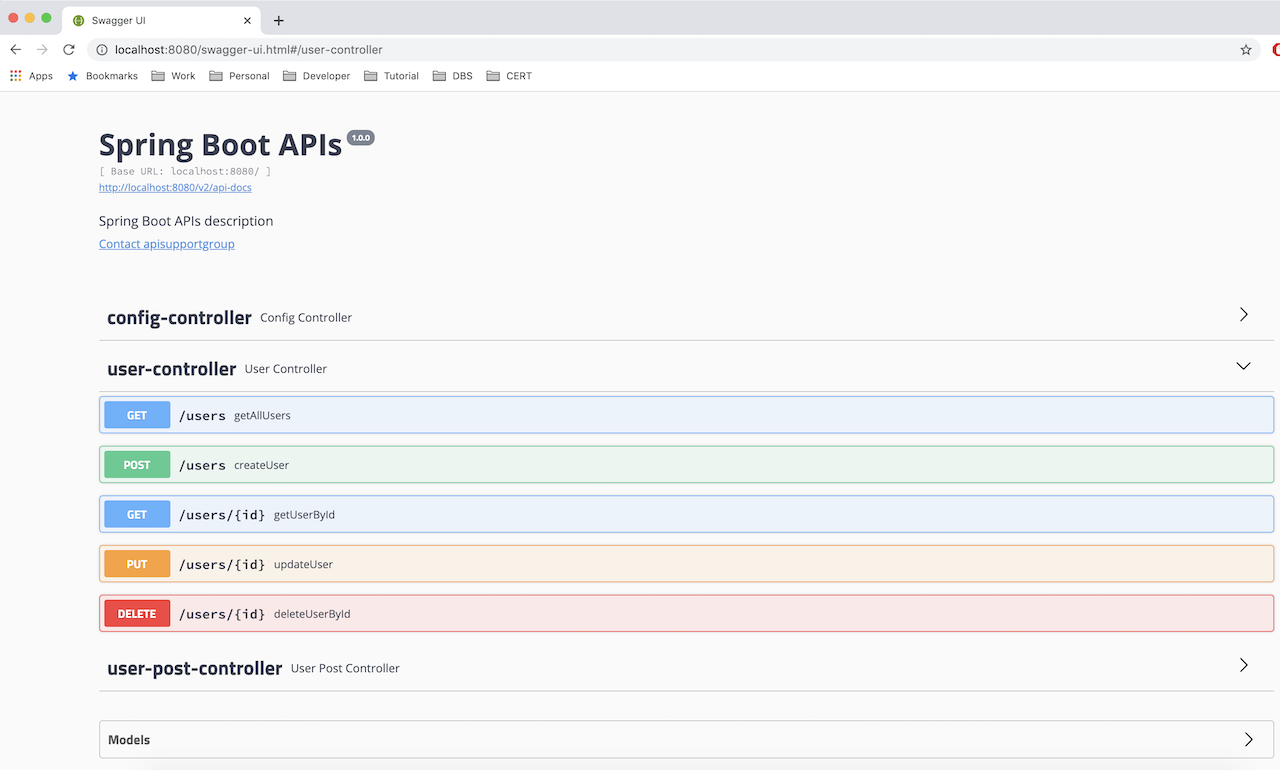 Swagger UI
localhost:8080/swagger-ui.html#/user-controller
Apps Bookmarks Work Personal Developer Tutorial DBS CERT
Spring Boot APIs 1.0.0
[ Base URL: localhost:8080/ ]
http://localhost:8080/v2/api-docs
Spring Boot APIs description
Contact apisupportgroup
config-controller Config Controller
user-controller User Controller
GET /users getAllUsers
POST /users createUser
GET /users/{id} getUserById
PUT /users/{id} updateUser
DELETE /users/{id} deleteUserById
user-post-controller User Post Controller
Models